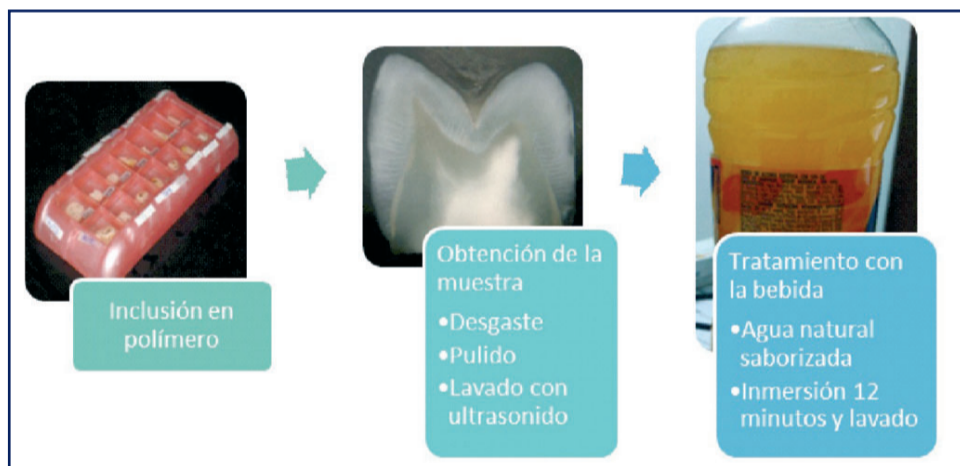 Inclusión en
polímero
Obtención de la
muestra
•Desgaste
•Pulido
•Lavado con
ultrasonido
Tratamiento con
la bebida
•Agua natural
saborizada
•Inmersión 12
minutos y lavado